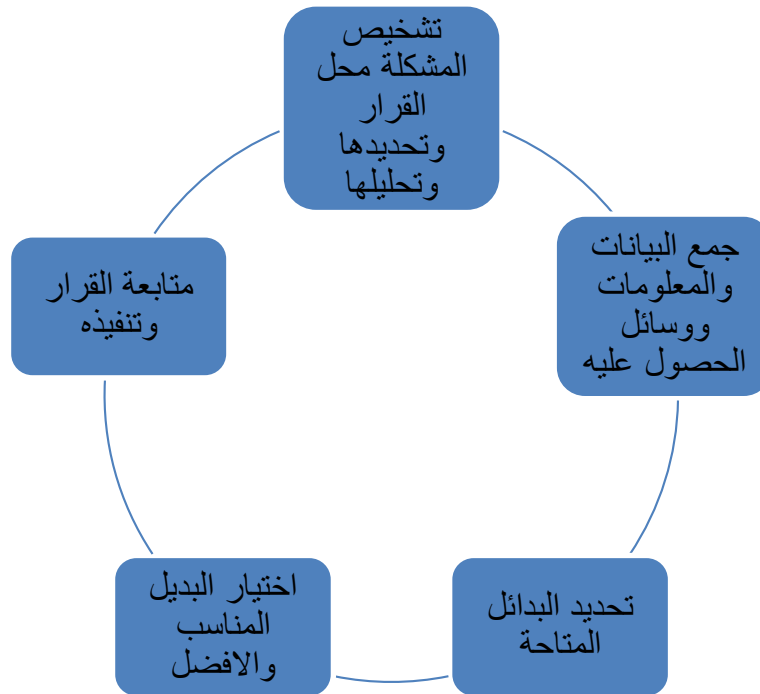 تشخيص
المشكلة محل
القرار
وتحديدها
وتحليلها
جمع البيانات
والمعلومات
ووسائل
الحصول عليه
تحديد البدائل
المتاحة
اختيار البديل
المناسب
والافضل
متابعة القرار
وتنفيذه